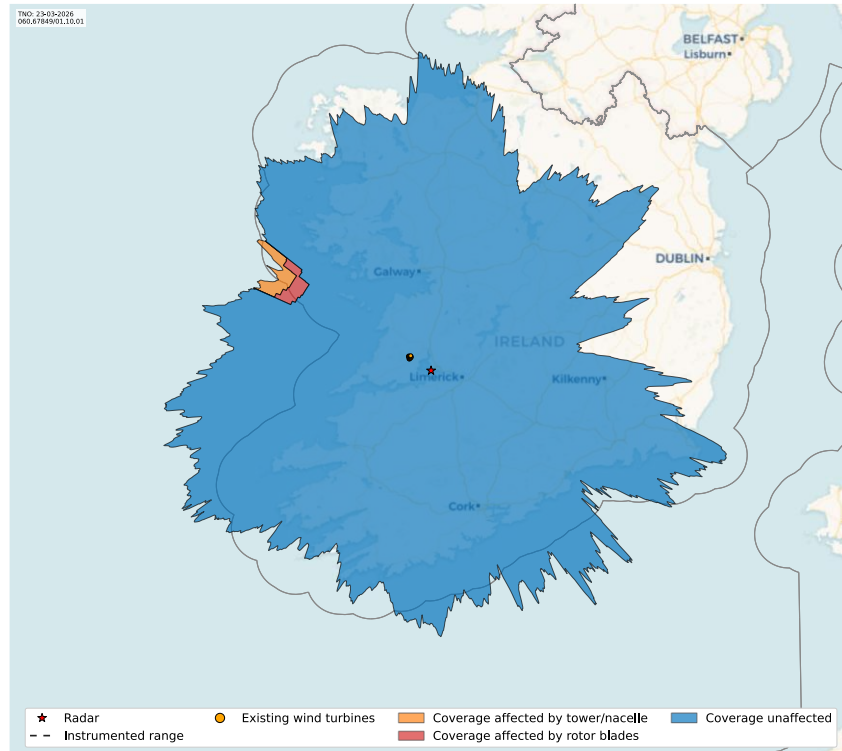 TNO: 23-03-2026
060.67849/01.10.01
BELFAST
Lisburn
DUBLIN
Galway
IRELAND
Limerick
Kilkenny
Cork
Radar
Existing wind turbines
Coverage affected by tower/nacelle
Coverage unaffected
Instrumented range
Coverage affected by rotor blades